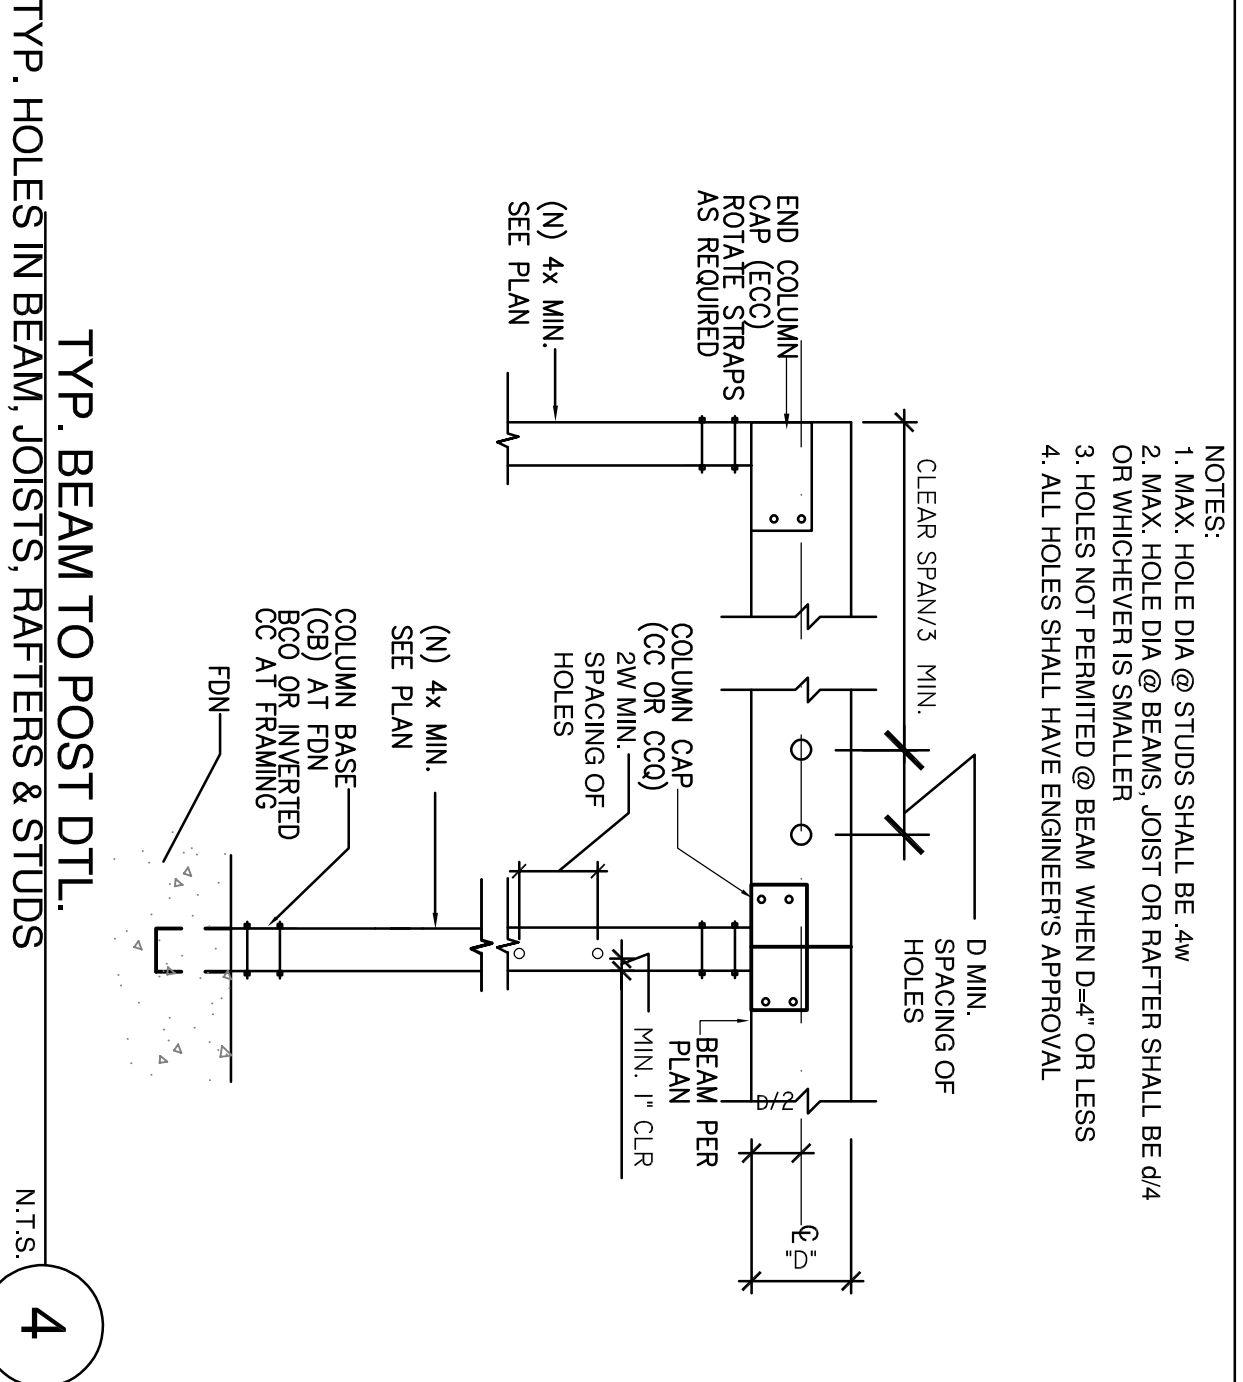 NOTES:
1. MAX. HOLE DIA @ STUDS SHALL BE .4w
2. MAX. HOLE DIA @ BEAMS, JOIST OR RAFTER SHALL BE d/4
OR WHICHEVER IS SMALLER
3. HOLES NOT PERMITED @ BEAM WHEN D=4" OR LESS
4. ALL HOLES SHALL HAVE ENGINEER'S APPROVAL
D MIN.
SPACING OF
HOLES
CLEAR SPAN/3 MIN.
END COLUMN
CAP (ECC)
ROTATE STRAPS
AS REQUIRED
℄
"D"
D/2
COLUMN CAP
(CC OR CCQ)
2W MIN.
SPACING OF
HOLES
BEAM PER
PLAN
MIN. 1" CLR
(N) 4x MIN.
SEE PLAN
(N) 4x MIN.
SEE PLAN
COLUMN BASE
(CB) AT FDN
BCO OR INVERTED
CC AT FRAMING
FDN
TYP. BEAM TO POST DTL.
TYP. HOLES IN BEAM, JOISTS, RAFTERS & STUDS
N.T.S.
4